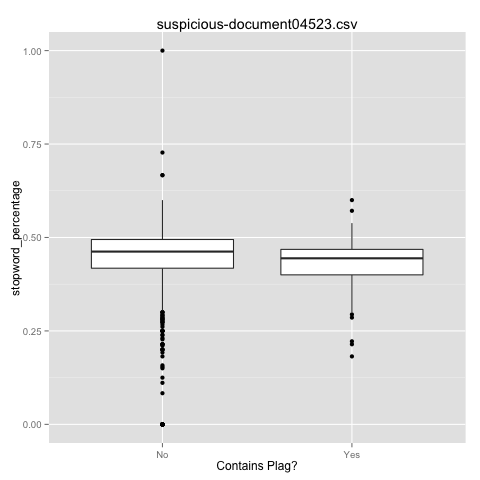 suspicious-document04523.csv
stopword_percentage
1.00
0.75
0.50
0.25
0.00
No Yes
Contains Plag?